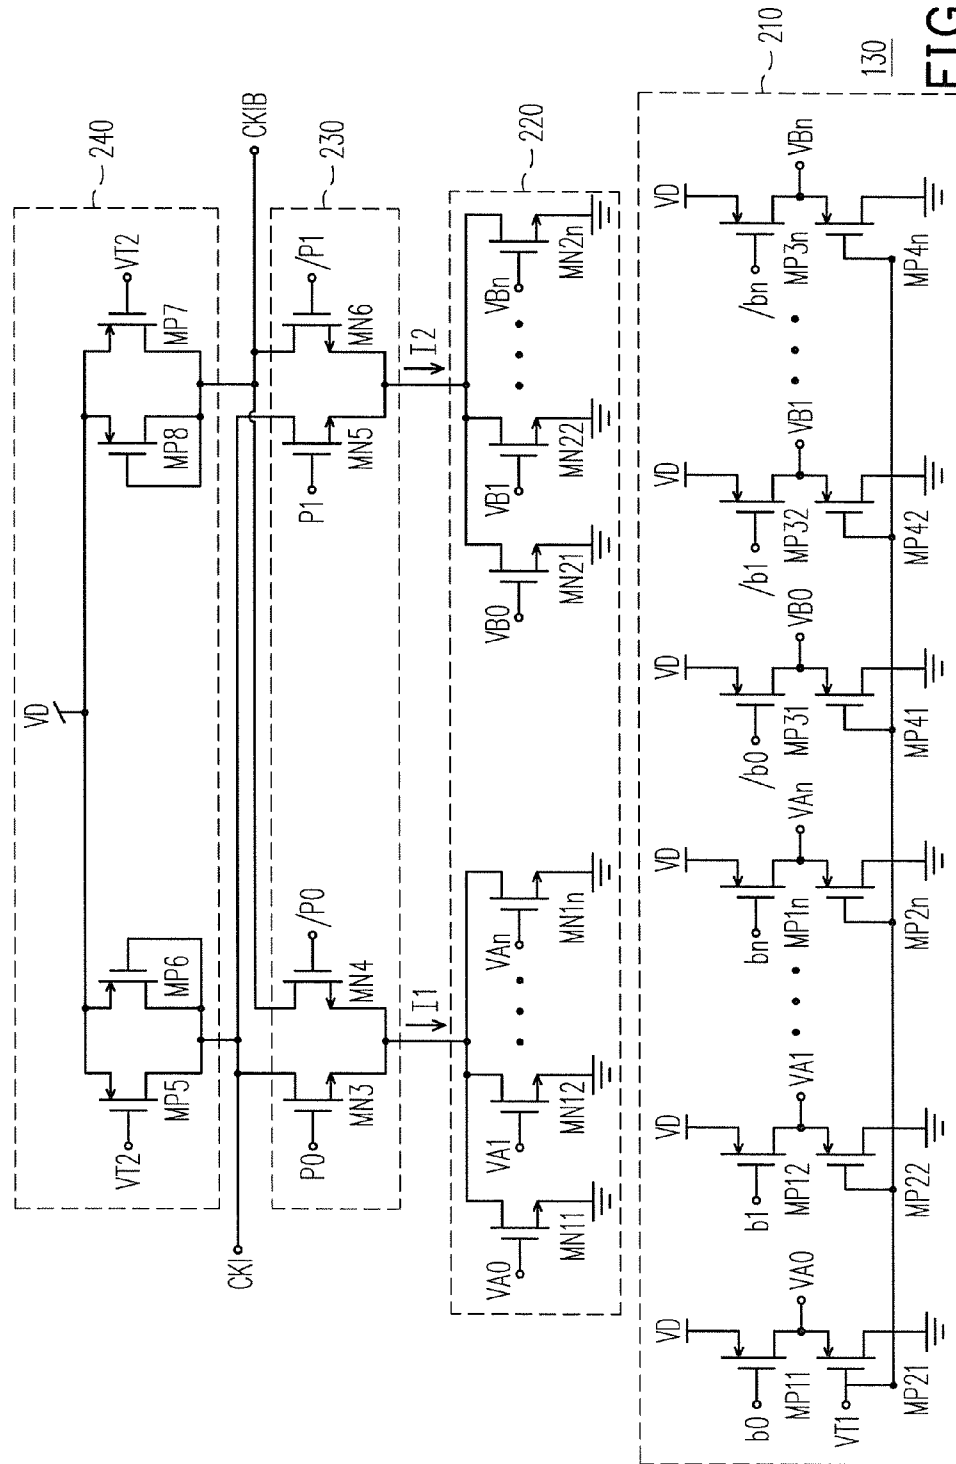 240
VD
VT2
MP5
MP6
MP8
MP7
VT2
CKI
CKIB
230
P0
MN3
MN4
/P0
P1
MN5
MN6
/P1
I1
I2
220
VA0
MN11
VA1
MN12
VAn
MN1n
VB0
MN21
VB1
MN22
VBn
MN2n
210
VD
b0
MP11
VA0
VT1
MP21
VD
b1
MP12
VA1
MP22
VD
bn
MP1n
VAn
MP2n
VD
/b0
MP31
VB0
MP41
VD
/b1
MP32
VB1
MP42
VD
/bn
MP3n
VBn
MP4n
130
FIG